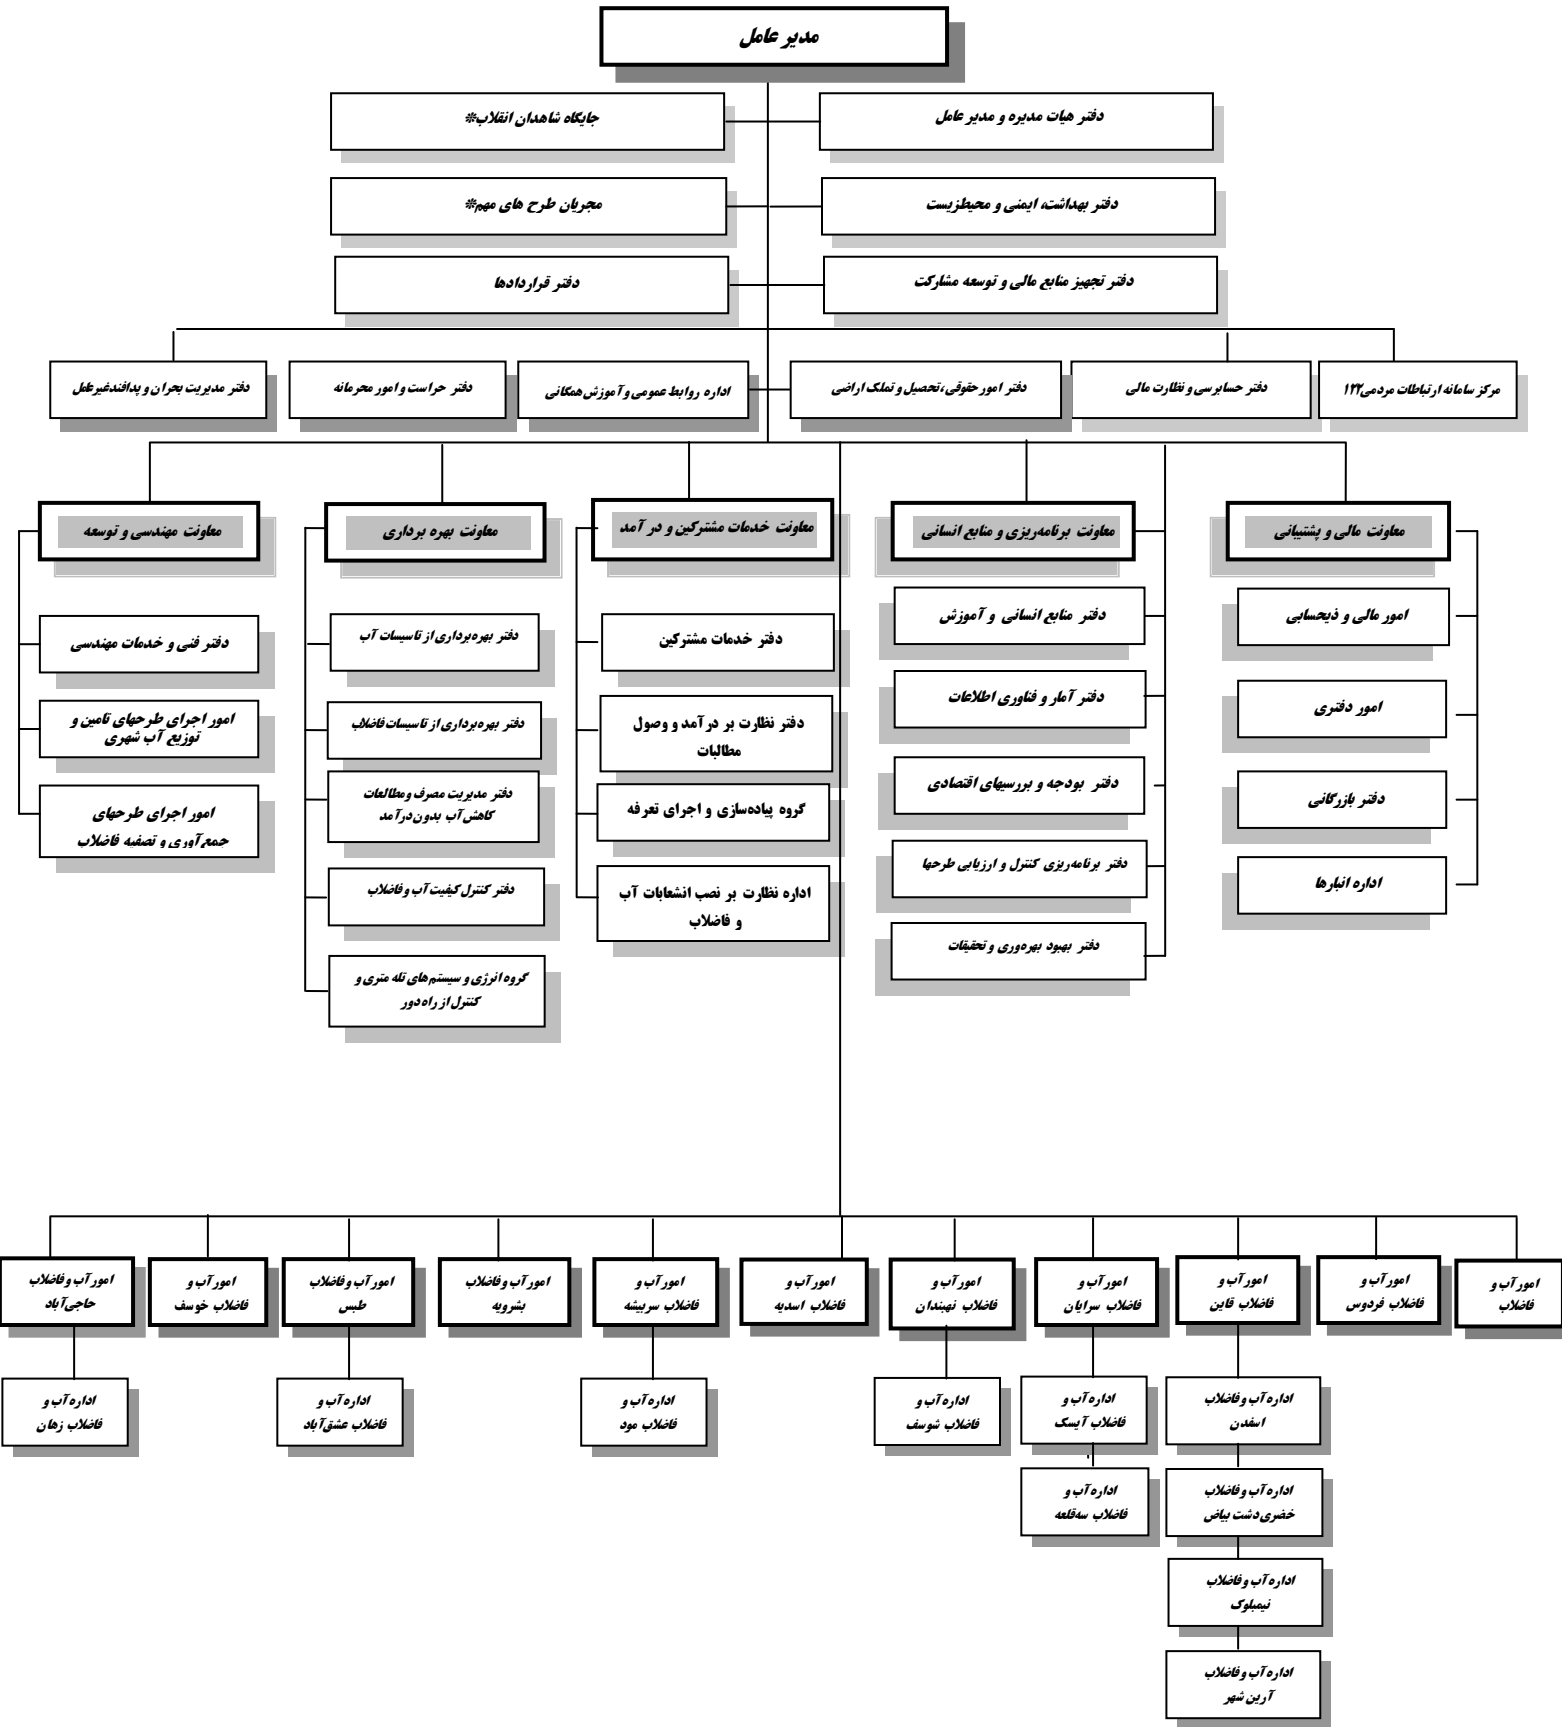 مدیر عامل
دفتر هیات مدیره و مدیر عامل
جایگاه شاهدان انقلاب*
دفتر بهداشت، ایمنی و محیطزیست
مجریان طرح های مهم*
دفتر تجهیز منابع مالی و توسعه مشارکت
دفتر قراردادها
مرکز سامانه ارتباطات مردمی۱۲۲
دفتر حسابرسی و نظارت مالی
دفتر امور حقوقی ،تحصیل و تملک اراضی
اداره روابط عمومی و آموزش همگانی
دفتر حراست و امور محرمانه
دفتر مدیریت بحران و پدافندغیرعامل
معاونت مالی و پشتیبانی
معاونت برنامه‌ریزی و منابع انسانی
معاونت خدمات مشترکین و در آمد
معاونت بهره برداری
معاونت مهندسی و توسعه
امور مالی و ذیحسابی
امور دفتری
دفتر بازرگانی
اداره انبارها
دفتر منابع انسانی و آموزش
دفتر آمار و فناوری اطلاعات
دفتر بودجه و بررسیهای اقتصادی
دفتر برنامه‌ریزی کنترل و ارزیابی طرحها
دفتر بهبود بهره‌وری و تحقیقات
دفتر خدمات مشترکین
دفتر نظارت بر درآمد و وصول
مطالبات
گروه پیاده‌سازی و اجرای تعرفه
اداره نظارت بر نصب انشعابات آب
و فاضلاب
دفتر بهره‌برداری از تاسیسات آب
دفتر بهره‌برداری از تاسیسات فاضلاب
دفتر مدیریت مصرف ومطالعات
کاهش آب بدون درآمد
دفتر کنترل کیفیت آب وفاضلاب
گروه انرژی و سیستم های تله متری و
کنترل از راه دور
دفتر فنی و خدمات مهندسی
امور اجرای طرحهای تامین و
توزیع آب شهری
امور اجرای طرحهای
جمع‌آوری و تصفیه فاضلاب
امور آب و
فاضلاب
امور آب و
فاضلاب فردوس
امور آب و
فاضلاب قاین
امور آب و
فاضلاب سرایان
امور آب و
فاضلاب نهبندان
امور آب و
فاضلاب اسدیه
امور آب و
فاضلاب سربیشه
امور آب و فاضلاب
بشرویه
امور آب و فاضلاب
طبس
امور آب و
فاضلاب خوسف
امور آب و فاضلاب
حاجی‌آباد
اداره آب و فاضلاب
اسفدن
اداره آب و
فاضلاب آیسک
اداره آب و
فاضلاب شوسف
اداره آب و
فاضلاب مود
اداره آب و
فاضلاب عشق‌آباد
اداره آب و
فاضلاب زهان
اداره آب و فاضلاب
خضری دشت بیاض
اداره آب و
فاضلاب سه‌قلعه
اداره آب و فاضلاب
نیمبلوک
اداره آب و فاضلاب
آرین شهر